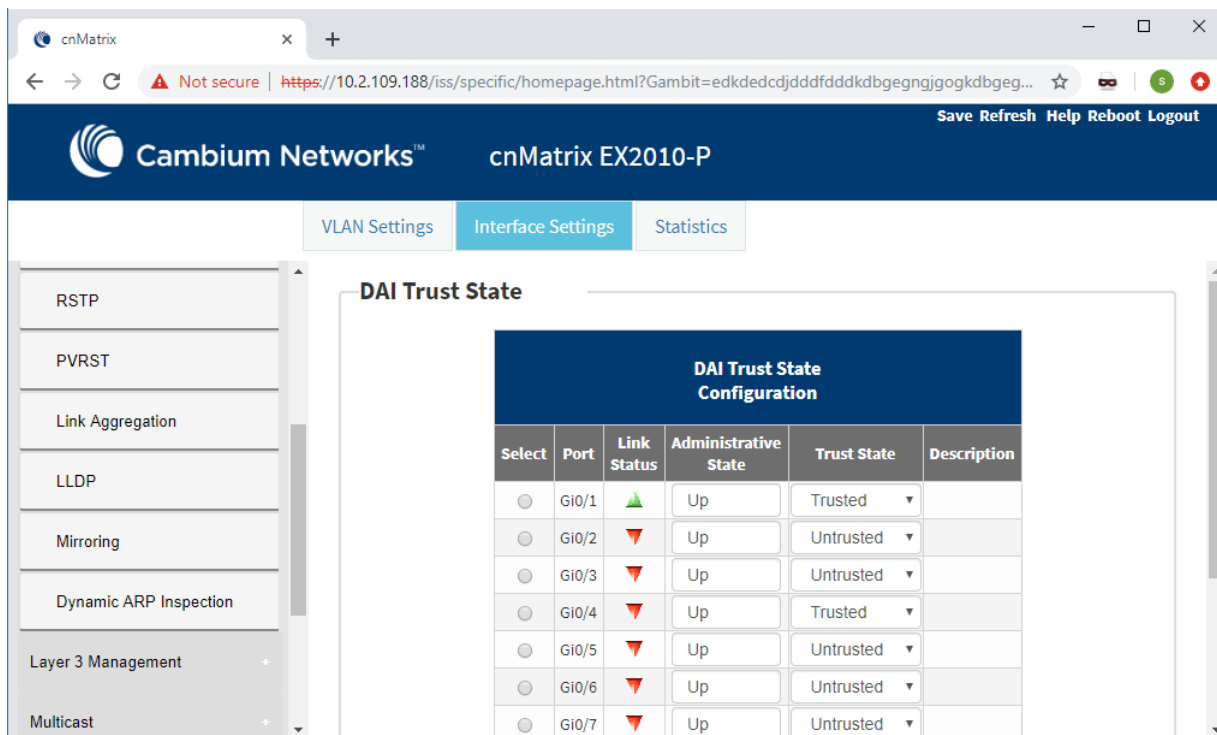 cnMatrix
Not secure | https://10.2.109.188/iss/specific/homepage.html?Gambit=edkdedcdjdddfdddkdbgegngjgogkdbgeg...
S
Save Refresh Help Reboot Logout
Cambium Networks™ cnMatrix EX2010-P
VLAN Settings Interface Settings Statistics
RSTP
PVRST
Link Aggregation
LLDP
Mirroring
Dynamic ARP Inspection
Layer 3 Management +
Multicast +
DAI Trust State
DAI Trust State
Configuration
Select Port Link Status Administrative State Trust State Description
Gi0/1 Up Trusted
Gi0/2 Up Untrusted
Gi0/3 Up Untrusted
Gi0/4 Up Trusted
Gi0/5 Up Untrusted
Gi0/6 Up Untrusted
Gi0/7 Up Untrusted